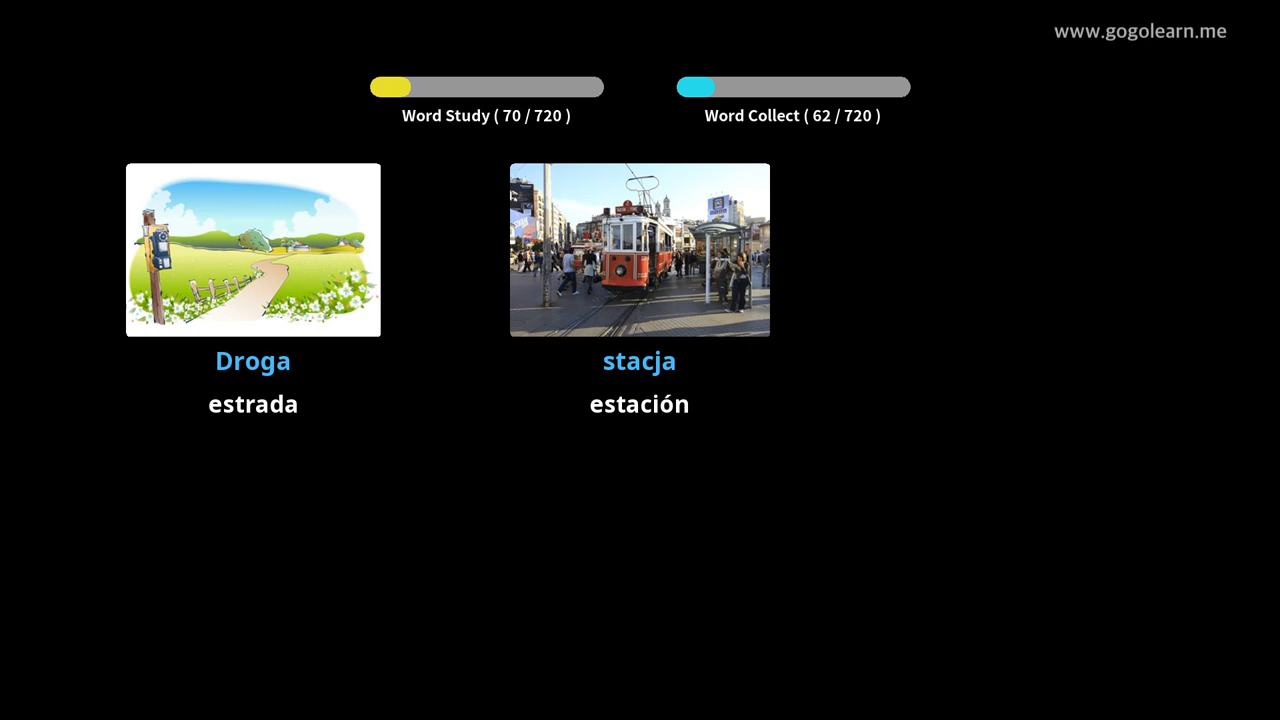 www.gogolearn.me
Word Study ( 70 / 720 )
Word Collect ( 62 / 720 )
Droga
estrada
stacja
estación